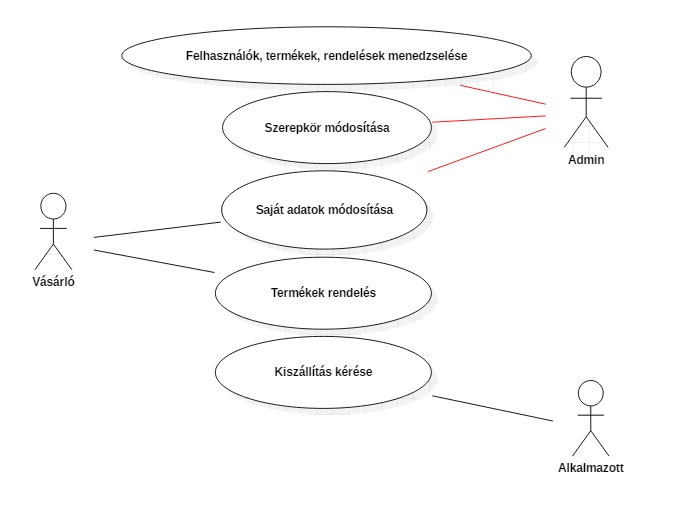 Felhasználók, termékek, rendelések menedzselése
Szerepkör módosítása
Admin
Saját adatok módosítása
Vásárló
Termékek rendelés
Kiszállítás kérése
Alkalmazott